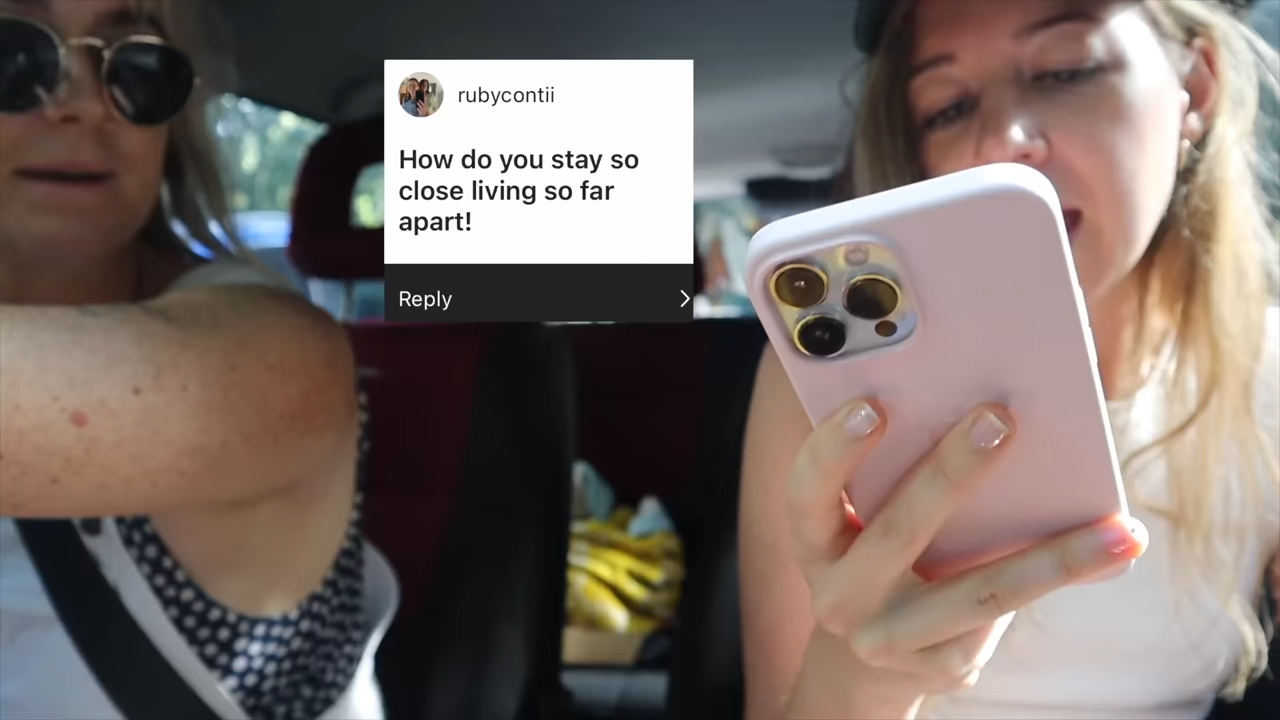 rubycontii
How do you stay so
close living so far
apart!
Reply